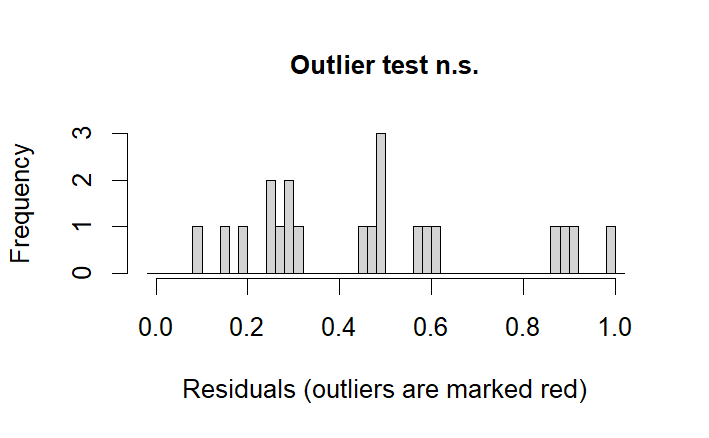 Outlier test n.s.
Frequency
3
2
1
0
0.0 0.2 0.4 0.6 0.8 1.0
Residuals (outliers are marked red)